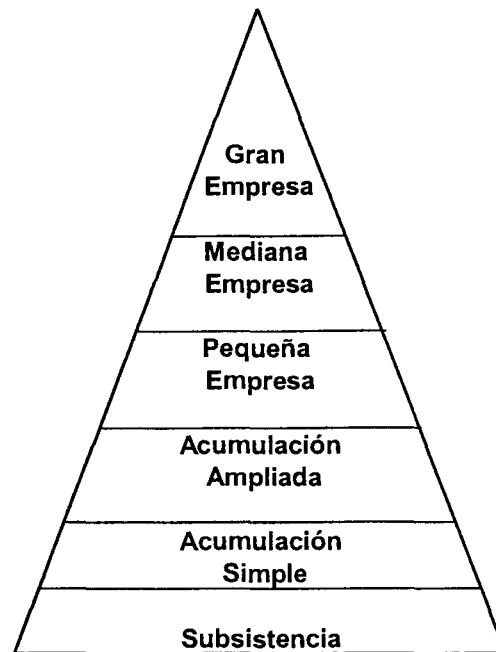 Gran
Empresa
Mediana
Empresa
Pequeña
Empresa
Acumulación
Ampliada
Acumulación
Simple
Subsistencia